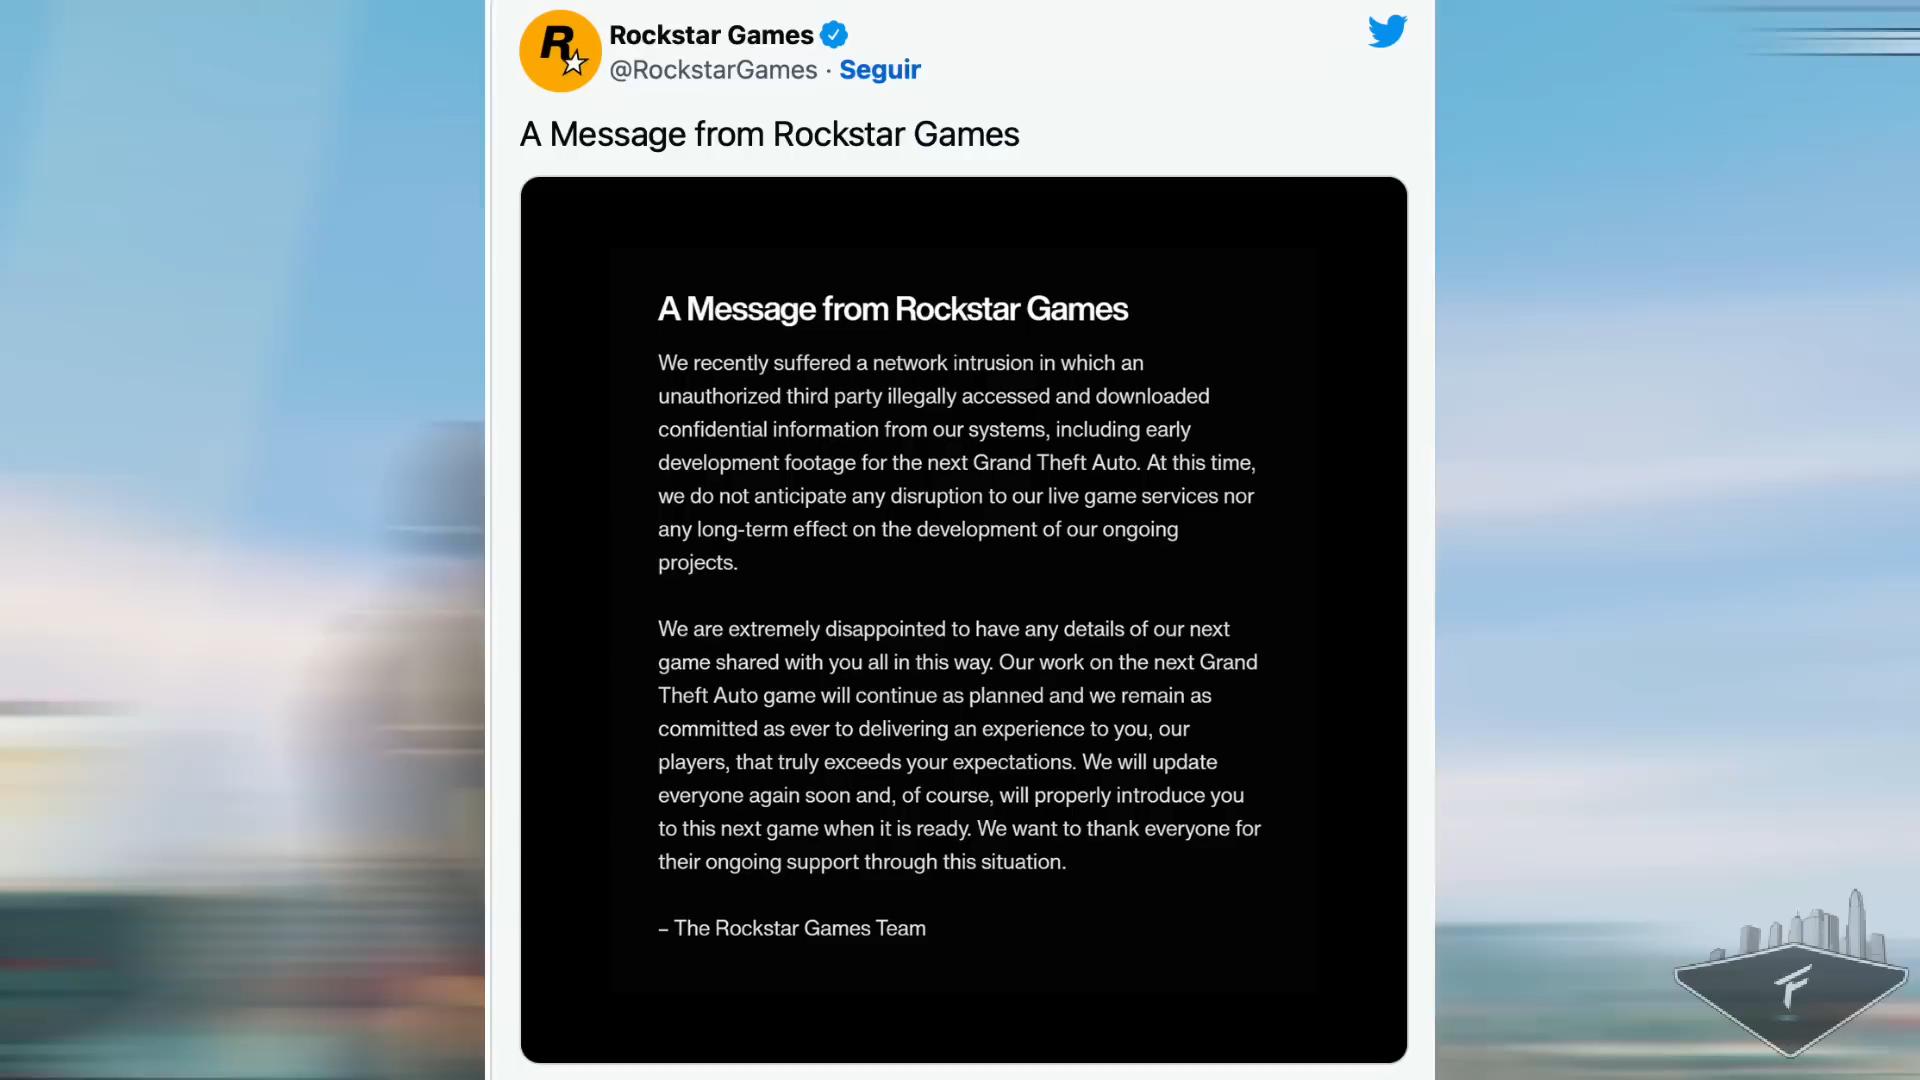 Rockstar Games
@RockstarGames · Seguir
A Message from Rockstar Games
A Message from Rockstar Games
We recently suffered a network intrusion in which an
unauthorized third party illegally accessed and downloaded
confidential information from our systems, including early
development footage for the next Grand Theft Auto. At this time,
we do not anticipate any disruption to our live game services nor
any long-term effect on the development of our ongoing
projects.
We are extremely disappointed to have any details of our next
game shared with you all in this way. Our work on the next Grand
Theft Auto game will continue as planned and we remain as
committed as ever to delivering an experience to you, our
players, that truly exceeds your expectations. We will update
everyone again soon and, of course, will properly introduce you
to this next game when it is ready. We want to thank everyone for
their ongoing support through this situation.
– The Rockstar Games Team